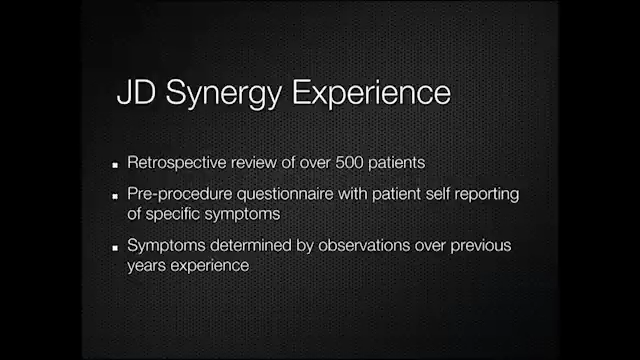 JD Synergy Experience
Retrospective review of over 500 patients
Pre-procedure questionnaire with patient self reporting
of specific symptoms
Symptoms determined by observations over previous
years experience